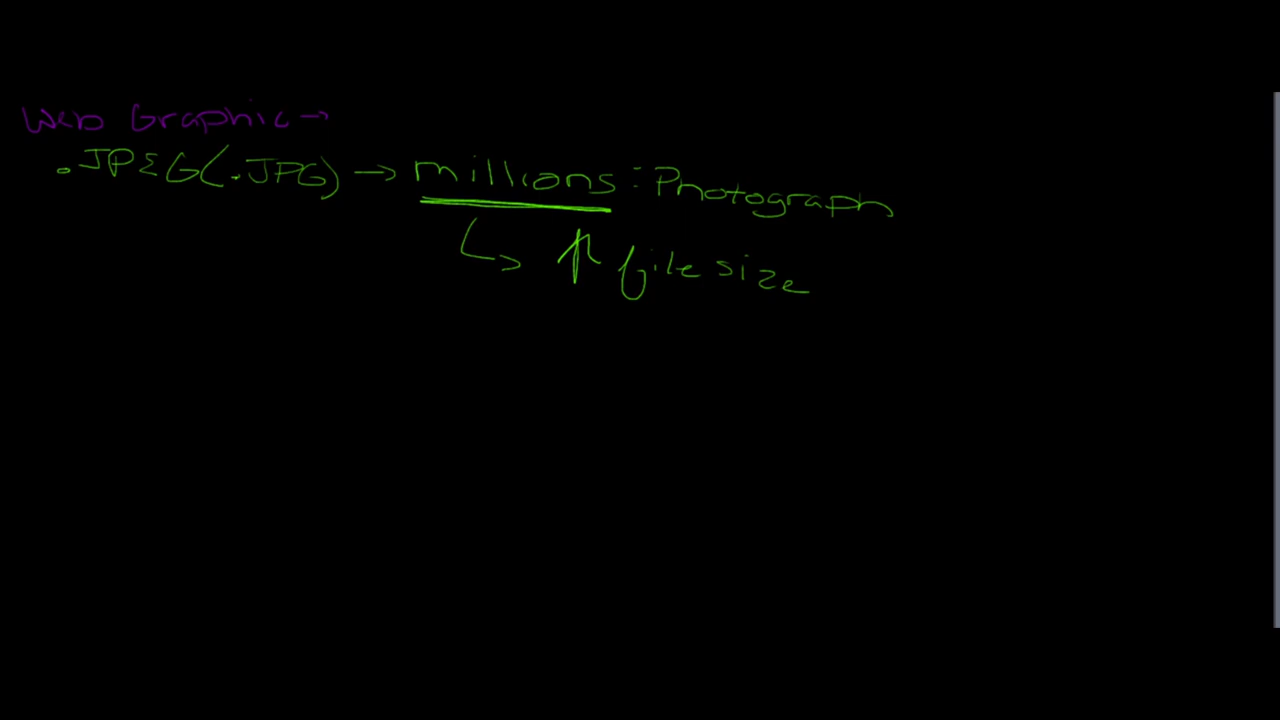 Web Graphic →
.JPEG(.JPG) → millions : Photograph
↳ ↑ file size